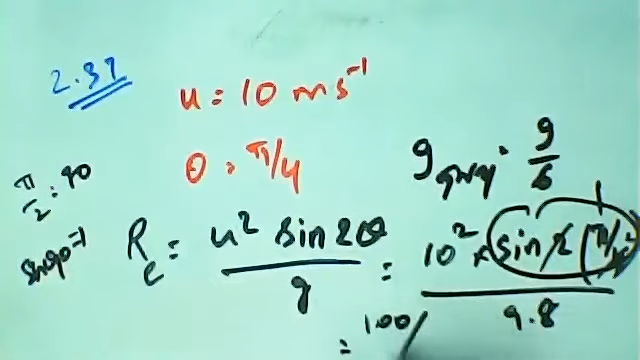 2.37
u = 10 ms⁻¹
θ = π/4
g = g/6
π/2 = 90
sin90=1
R_e = u² sin2θ / g = 10² × sin 2(π/4) / 9.8
= 100/